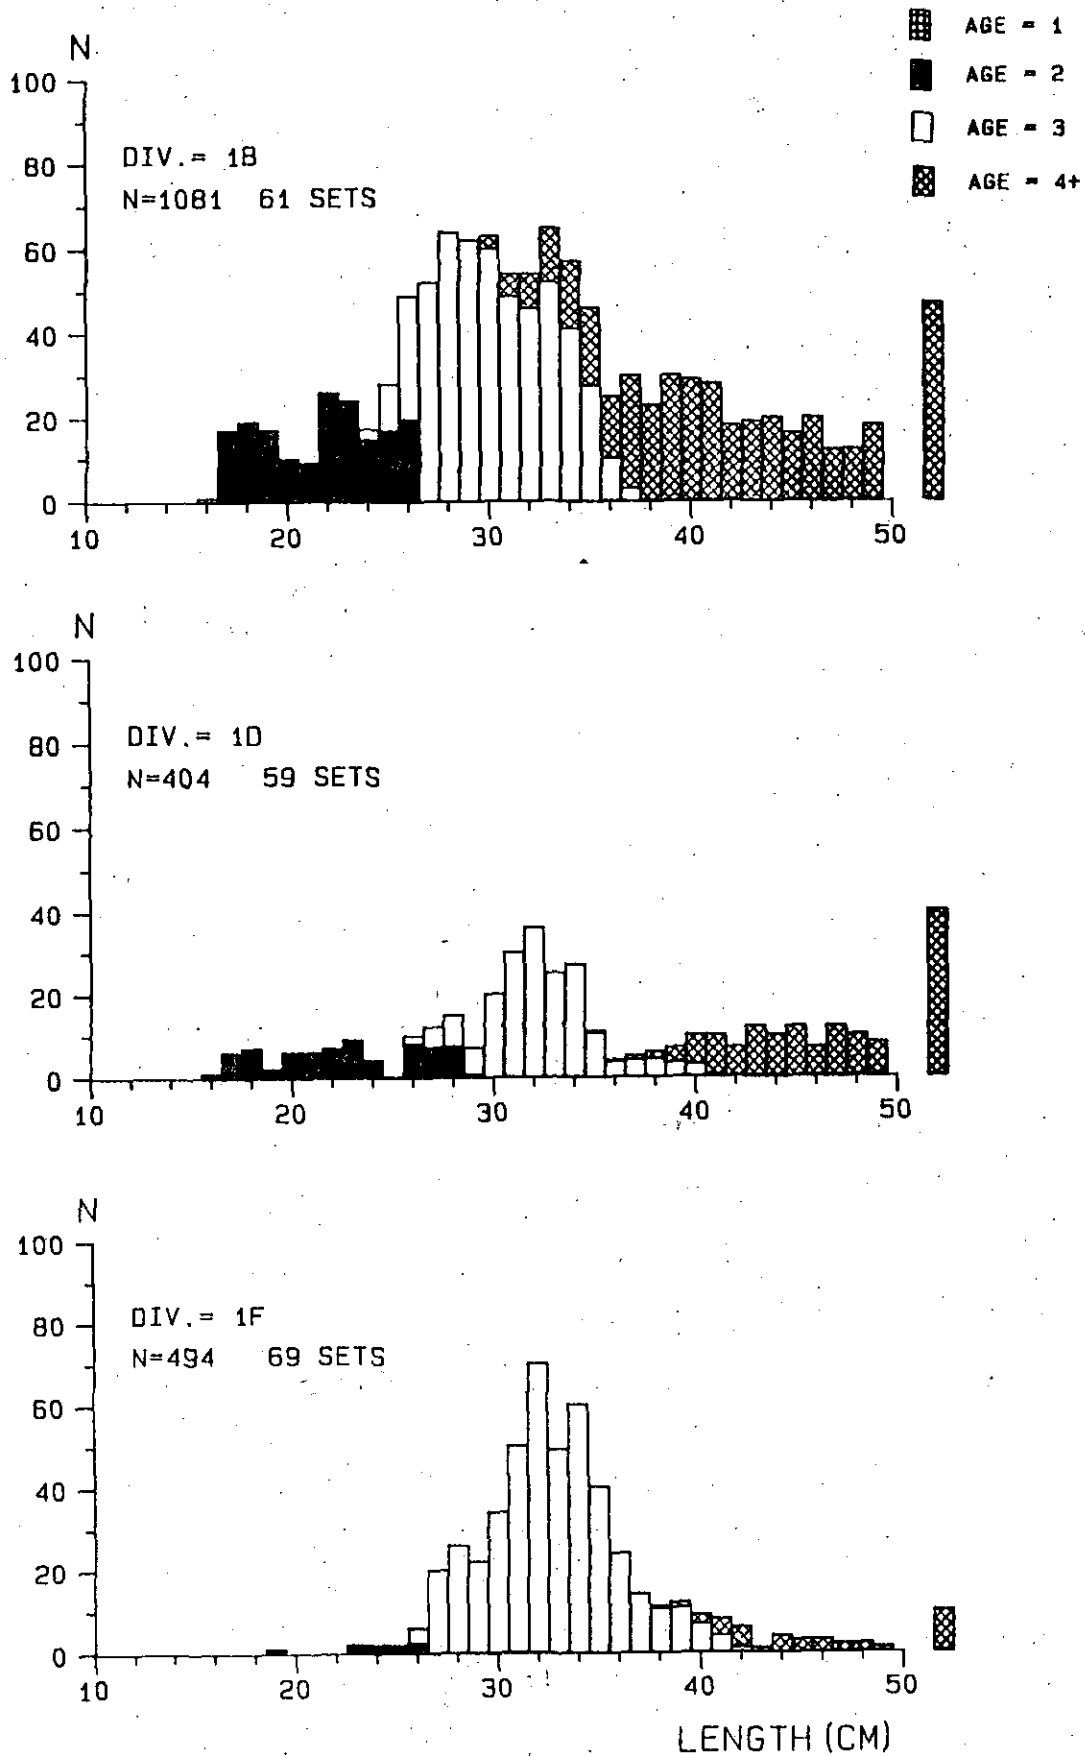 AGE = 1
AGE = 2
AGE = 3
AGE = 4+
N
100
80
60
40
20
0
DIV.= 1B
N=1081 61 SETS
10 20 30 40 50
N
100
80
60
40
20
0
DIV.= 1D
N=404 59 SETS
10 20 30 40 50
N
100
80
60
40
20
0
DIV.= 1F
N=494 69 SETS
10 20 30 40 50
LENGTH (CM)